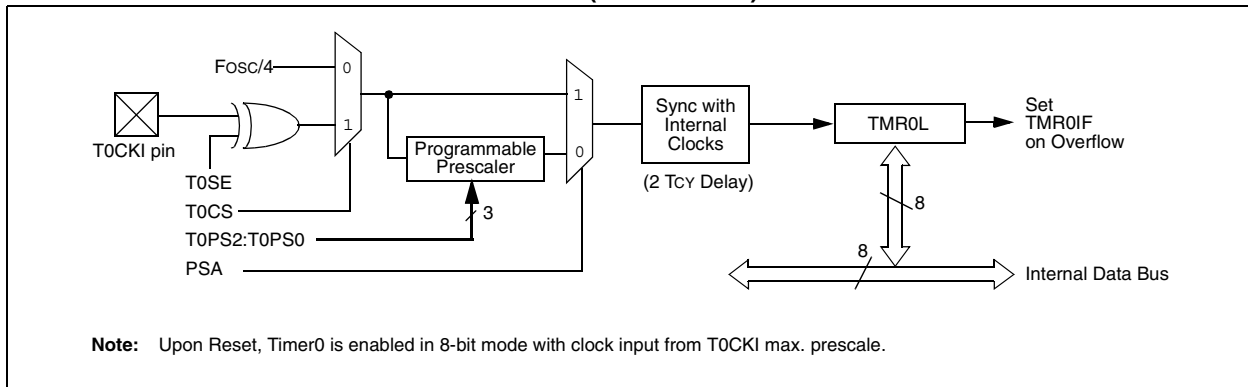 FOSC/4
0
1
T0CKI pin
T0SE
T0CS
T0PS2:T0PS0
PSA
Programmable
Prescaler
3
1
0
Sync with
Internal
Clocks
(2 TCY Delay)
TMR0L
Set
TMR0IF
on Overflow
8
8
Internal Data Bus
Note: Upon Reset, Timer0 is enabled in 8-bit mode with clock input from T0CKI max. prescale.